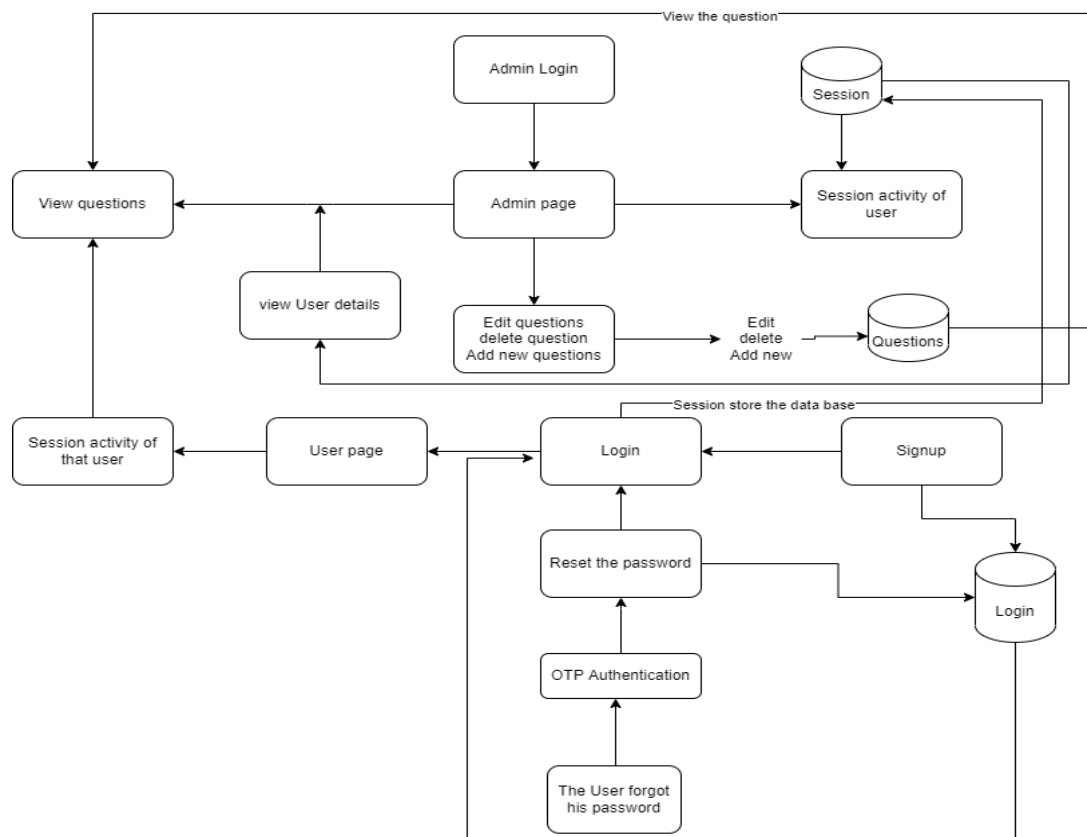 View the question
Admin Login
Session
View questions
Admin page
Session activity of
user
view User details
Edit questions
delete question
Add new questions
Edit
delete
Add new
Questions
Session store the data base
Session activity of
that user
User page
Login
Signup
Reset the password
Login
OTP Authentication
The User forgot
his password